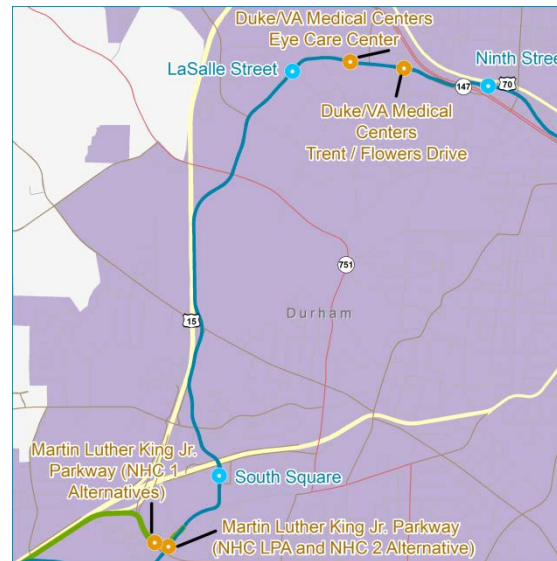 Duke/VA Medical Centers
Eye Care Center
LaSalle Street
Ninth Stree
147
70
Duke/VA Medical
Centers
Trent / Flowers Drive
751
Durham
15
Martin Luther King Jr.
Parkway (NHC 1
Alternatives)
South Square
Martin Luther King Jr. Parkway
(NHC LPA and NHC 2 Alternative)